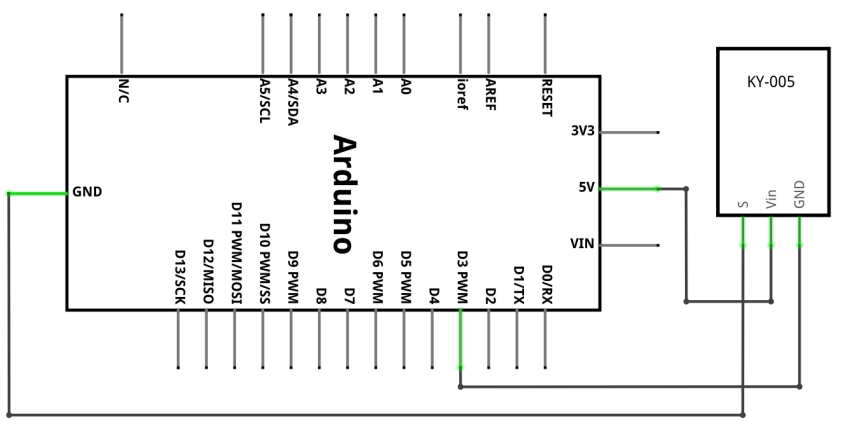 N/C
A5/SCL
A4/SDA
A3
A2
A1
A0
ioref
AREF
RESET
KY-005
3V3
5V
VIN
GND
Arduino
S
Vin
GND
D13/SCK
D12/MISO
D11 PWM/MOSI
D10 PWM/SS
D9 PWM
D8
D7
D6 PWM
D5 PWM
D4
D3 PWM
D2
D1/TX
D0/RX